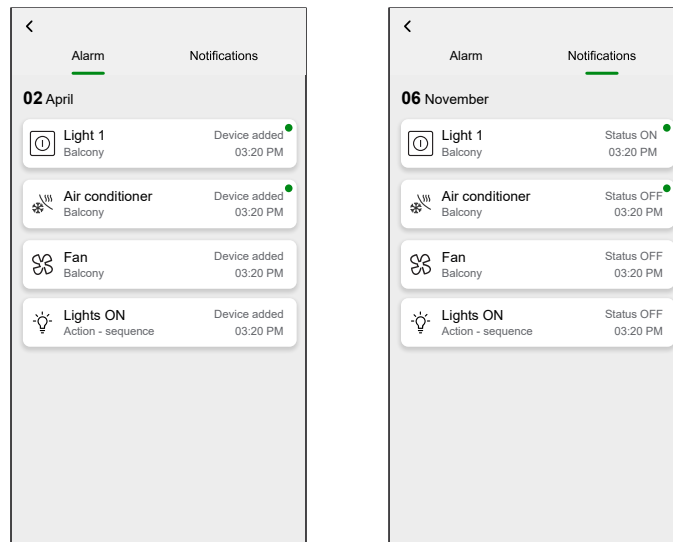 Alarm Notifications
02 April
Light 1 Device added
Balcony 03:20 PM
Air conditioner Device added
Balcony 03:20 PM
Fan Device added
Balcony 03:20 PM
Lights ON Device added
Action - sequence 03:20 PM
Alarm Notifications
06 November
Light 1 Status ON
Balcony 03:20 PM
Air conditioner Status OFF
Balcony 03:20 PM
Fan Status OFF
Balcony 03:20 PM
Lights ON Status OFF
Action - sequence 03:20 PM